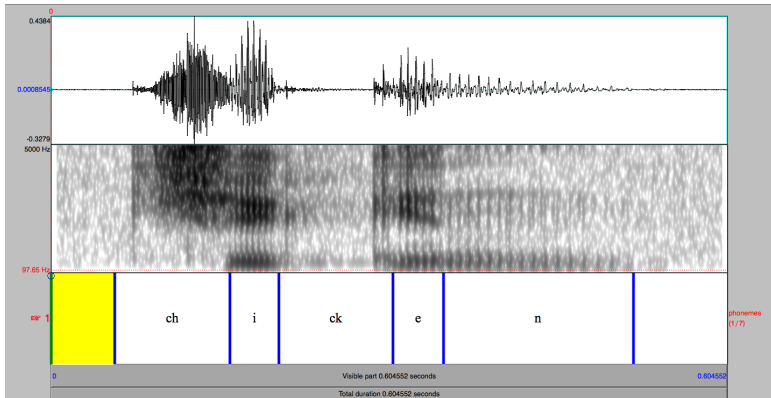 0
0.4384
0.0008545
-0.3279
5000 Hz
97.65 Hz
1
ch i ck e n
phonemes
(1/7)
0 Visible part 0.604552 seconds 0.604552
Total duration 0.604552 seconds